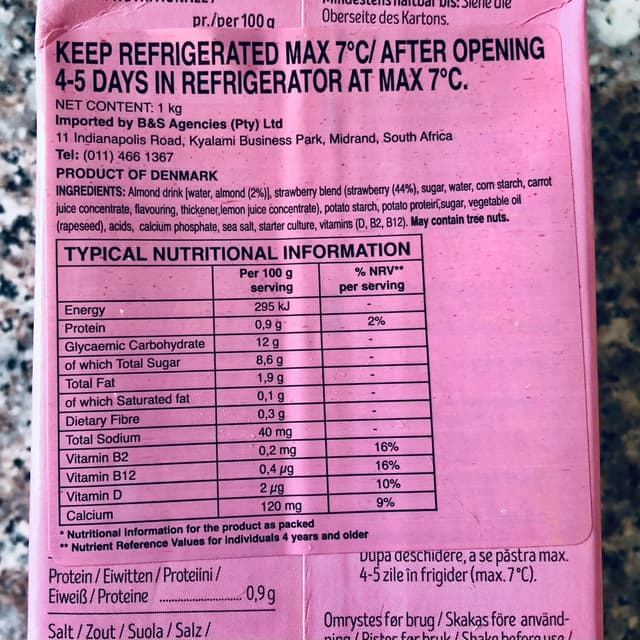 pr./per 100 g
Oberseite des Kartons.
KEEP REFRIGERATED MAX 7°C/ AFTER OPENING
4-5 DAYS IN REFRIGERATOR AT MAX 7°C.
NET CONTENT: 1 kg
Imported by B&S Agencies (Pty) Ltd
11 Indianapolis Road, Kyalami Business Park, Midrand, South Africa
Tel: (011) 466 1367
PRODUCT OF DENMARK
INGREDIENTS: Almond drink [water, almond (2%)], strawberry blend (strawberry (44%), sugar, water, corn starch, carrot
juice concentrate, flavouring, thickener,lemon juice concentrate), potato starch, potato protein,sugar, vegetable oil
(rapeseed), acids, calcium phosphate, sea salt, starter culture, vitamins (D, B2, B12). May contain tree nuts.
TYPICAL NUTRITIONAL INFORMATION
Per 100 g serving % NRV** per serving
Energy 295 kJ -
Protein 0,9 g 2%
Glycaemic Carbohydrate 12 g -
of which Total Sugar 8,6 g -
Total Fat 1,9 g -
of which Saturated fat 0,1 g -
Dietary Fibre 0,3 g -
Total Sodium 40 mg -
Vitamin B2 0,2 mg 16%
Vitamin B12 0,4 µg 16%
Vitamin D 2 µg 10%
Calcium 120 mg 9%
* Nutritional information for the product as packed
** Nutrient Reference Values for individuals 4 years and older
După deschidere, a se păstra max.
4-5 zile în frigider (max. 7°C).
Protein / Eiwitten / Proteiini /
Eiweiß / Proteine ........................ 0,9 g
Salt / Zout / Suola / Salz /
Omrystes før brug / Skakas före användning